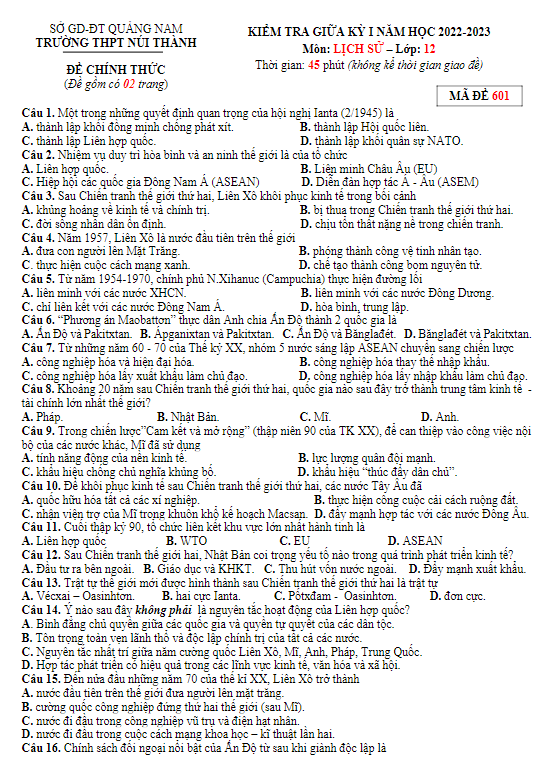 SỞ GD-ĐT QUẢNG NAM
TRƯỜNG THPT NÚI THÀNH
ĐỀ CHÍNH THỨC
(Đề gồm có 02 trang)
KIỂM TRA GIỮA KỲ I NĂM HỌC 2022-2023
Môn: LỊCH SỬ – Lớp: 12
Thời gian: 45 phút (không kể thời gian giao đề)
MÃ ĐỀ 601
Câu 1. Một trong những quyết định quan trọng của hội nghị Ianta (2/1945) là
A. thành lập khối đồng minh chống phát xít. B. thành lập Hội quốc liên.
C. thành lập Liên hợp quốc. D. thành lập khối quân sự NATO.
Câu 2. Nhiệm vụ duy trì hòa bình và an ninh thế giới là của tổ chức
A. Liên hợp quốc. B. Liên minh Châu Âu (EU)
C. Hiệp hội các quốc gia Đông Nam Á (ASEAN) D. Diễn đàn hợp tác Á - Âu (ASEM)
Câu 3. Sau Chiến tranh thế giới thứ hai, Liên Xô khôi phục kinh tế trong bối cảnh
A. khủng hoảng về kinh tế và chính trị. B. bị thua trong Chiến tranh thế giới thứ hai.
C. đời sống nhân dân ổn định. D. chịu tổn thất nặng nề trong chiến tranh.
Câu 4. Năm 1957, Liên Xô là nước đầu tiên trên thế giới
A. đưa con người lên Mặt Trăng. B. phóng thành công vệ tinh nhân tạo.
C. thực hiện cuộc cách mạng xanh. D. chế tạo thành công bom nguyên tử.
Câu 5. Từ năm 1954-1970, chính phủ N.Xihanuc (Campuchia) thực hiện đường lối
A. liên minh với các nước XHCN. B. liên minh với các nước Đông Dương.
C. chỉ liên kết với các nước Đông Nam Á. D. hòa bình, trung lập.
Câu 6. “Phương án Maobattơn” thực dân Anh chia Ấn Độ thành 2 quốc gia là
A. Ấn Độ và Pakitxtan. B. Apganixtan và Pakitxtan. C. Ấn Độ và Bănglađét. D. Bănglađét và Pakitxtan.
Câu 7. Từ những năm 60 - 70 của Thế kỷ XX, nhóm 5 nước sáng lập ASEAN chuyển sang chiến lược
A. công nghiệp hóa và hiện đại hóa. B. công nghiệp hóa thay thế nhập khẩu.
C. công nghiệp hóa lấy xuất khẩu làm chủ đạo. D. công nghiệp hóa lấy nhập khẩu làm chủ đạo.
Câu 8. Khoảng 20 năm sau Chiến tranh thế giới thứ hai, quốc gia nào sau đây trở thành trung tâm kinh tế -
tài chính lớn nhất thế giới?
A. Pháp. B. Nhật Bản. C. Mĩ. D. Anh.
Câu 9. Trong chiến lược”Cam kết và mở rộng” (thập niên 90 của TK XX), để can thiệp vào công việc nội
bộ của các nước khác, Mĩ đã sử dụng
A. tính năng động của nền kinh tế. B. lực lượng quân đội mạnh.
C. khẩu hiệu chống chủ nghĩa khủng bố. D. khẩu hiệu “thúc đẩy dân chủ”.
Câu 10. Để khôi phục kinh tế sau Chiến tranh thế giới thứ hai, các nước Tây Âu đã
A. quốc hữu hóa tất cả các xí nghiệp. B. thực hiện công cuộc cải cách ruộng đất.
C. nhận viện trợ của Mĩ trong khuôn khổ kế hoạch Macsan. D. đẩy mạnh hợp tác với các nước Đông Âu.
Câu 11. Cuối thập kỷ 90, tổ chức liên kết khu vực lớn nhất hành tinh là
A. Liên hợp quốc B. WTO C. EU D. ASEAN
Câu 12. Sau Chiến tranh thế giới hai, Nhật Bản coi trọng yếu tố nào trong quá trình phát triển kinh tế?
A. Đầu tư ra bên ngoài. B. Giáo dục và KHKT. C. Thu hút vốn nước ngoài. D. Đẩy mạnh xuất khẩu.
Câu 13. Trật tự thế giới mới được hình thành sau Chiến tranh thế giới thứ hai là trật tự
A. Vécxai – Oasinhtơn. B. hai cực Ianta. C. Pôtxđam - Oasinhtơn. D. đơn cực.
Câu 14. Ý nào sau đây không phải là nguyên tắc hoạt động của Liên hợp quốc?
A. Bình đẳng chủ quyền giữa các quốc gia và quyền tự quyết của các dân tộc.
B. Tôn trọng toàn vẹn lãnh thổ và độc lập chính trị của tất cả các nước.
C. Nguyên tắc nhất trí giữa năm cường quốc Liên Xô, Mĩ, Anh, Pháp, Trung Quốc.
D. Hợp tác phát triển có hiệu quả trong các lĩnh vực kinh tế, văn hóa và xã hội.
Câu 15. Đến nửa đầu những năm 70 của thế kỉ XX, Liên Xô trở thành
A. nước đầu tiên trên thế giới đưa người lên mặt trăng.
B. cường quốc công nghiệp đứng thứ hai thế giới (sau Mĩ).
C. nước đi đầu trong công nghiệp vũ trụ và điện hạt nhân.
D. nước đi đầu trong cuộc cách mạng khoa học – kĩ thuật lần hai.
Câu 16. Chính sách đối ngoại nổi bật của Ấn Độ từ sau khi giành độc lập là